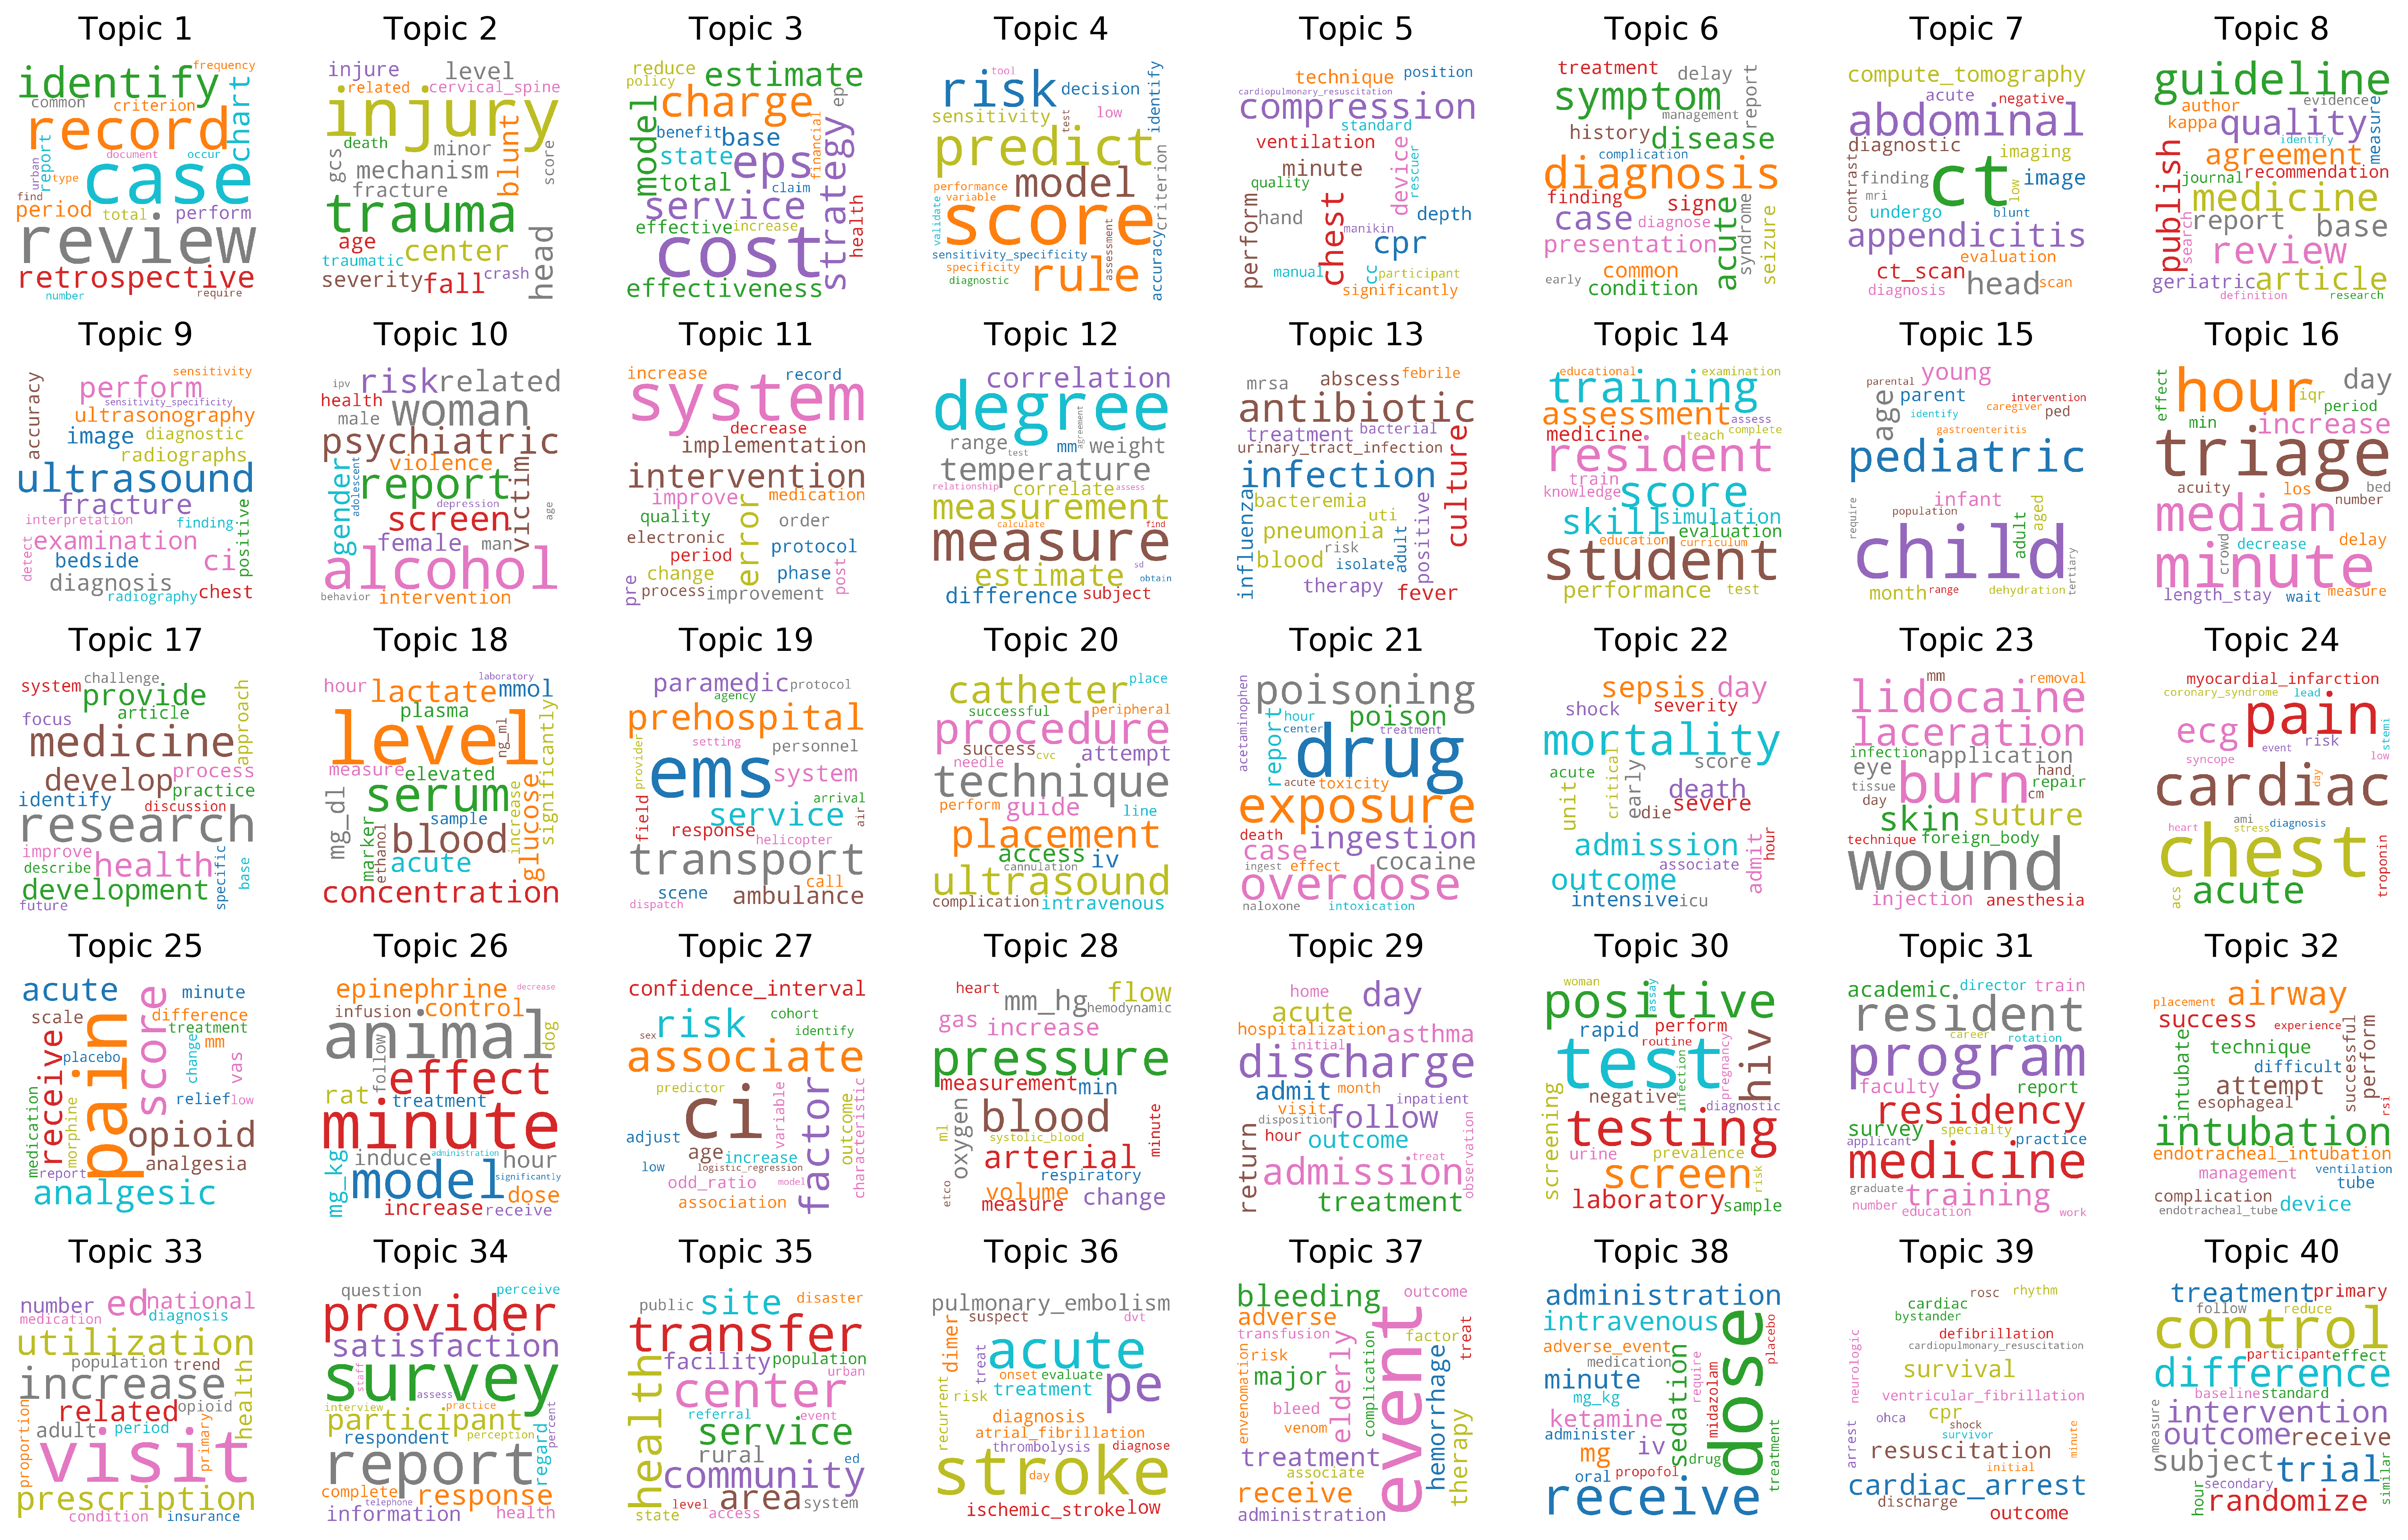 Topic 1
frequency
identify
common
criterion
chart
record
document
occur
report
urban
type
case
find
period
total
perform
review
retrospective
number
require
Topic 2
injure
level
related
cervical_spine
injury
death
minor
gcs
mechanism
blunt
score
fracture
trauma
age
center
head
traumatic
crash
severity
fall
Topic 3
reduce
policy
estimate
epi
charge
model
benefit
base
financial
strategy
state
eps
total
claim
service
health
effective
increase
cost
effectiveness
Topic 4
tool
risk
decision
identify
sensitivity
test
low
predict
criterion
performance
variable
model
validate
score
assessment
accuracy
sensitivity_specificity
specificity
diagnostic
rule
Topic 5
technique
position
cardiopulmonary_resuscitation
compression
standard
ventilation
device
rescuer
minute
quality
perform
hand
chest
depth
manikin
cpr
manual
cc
participant
significantly
Topic 6
treatment
delay
report
symptom
management
history
disease
complication
diagnosis
finding
sign
case
diagnose
acute
syndrome
seizure
presentation
early
common
condition
Topic 7
compute_tomography
acute
negative
abdominal
diagnostic
contrast
imaging
finding
ct
low
image
mri
undergo
blunt
appendicitis
evaluation
ct_scan
diagnosis
head
scan
Topic 8
guideline
author
evidence
measure
kappa
quality
identify
publish
agreement
recommendation
journal
medicine
search
report
base
review
geriatric
article
definition
research
Topic 9
sensitivity
accuracy
perform
sensitivity_specificity
ultrasonography
image
diagnostic
radiographs
ultrasound
fracture
positive
interpretation
finding
examination
detect
bedside
ci
diagnosis
radiography
chest
Topic 10
ipv
risk
related
health
male
woman
psychiatric
violence
gender
adolescent
report
victim
depression
age
screen
female
man
alcohol
behavior
intervention
Topic 11
increase
record
system
decrease
implementation
intervention
improve
medication
quality
error
order
electronic
period
protocol
pre
change
phase
post
process
improvement
Topic 12
correlation
degree
agreement
range
test
mm
weight
temperature
relationship
correlate
assess
measurement
calculate
find
measure
sd
estimate
obtain
difference
subject
Topic 13
mrsa
abscess
febrile
antibiotic
treatment
bacterial
culture
urinary_tract_infection
infection
influenza
bacteremia
uti
pneumonia
adult
positive
blood
risk
isolate
therapy
fever
Topic 14
educational
examination
training
assessment
assess
medicine
teach
complete
resident
train
knowledge
score
skill
simulation
evaluation
education
curriculum
student
performance
test
Topic 15
young
parental
parent
intervention
age
identify
caregiver
ped
gastroenteritis
pediatric
require
infant
population
adult
aged
child
tertiary
month
range
dehydration
Topic 16
effect
hour
day
iqr
period
min
increase
triage
acuity
los
bed
number
median
crowd
decrease
delay
minute
length_stay
wait
measure
Topic 17
challenge
system
provide
approach
article
focus
medicine
develop
process
practice
identify
discussion
research
improve
health
describe
specific
base
development
future
Topic 18
laboratory
hour
lactate
mmol
plasma
level
ng_ml
significantly
measure
elevated
mg_dl
serum
glucose
increase
sample
marker
ethanol
blood
acute
concentration
Topic 19
paramedic
protocol
agency
prehospital
provider
setting
personnel
ems
system
field
arrival
service
air
response
helicopter
transport
call
scene
dispatch
ambulance
Topic 20
catheter
place
successful
peripheral
procedure
success
cvc
attempt
needle
technique
perform
guide
line
placement
access
iv
cannulation
ultrasound
complication
intravenous
Topic 21
acetaminophen
poisoning
report
hour
center
poison
treatment
drug
acute
toxicity
exposure
death
ingestion
case
ingest
effect
cocaine
overdose
naloxone
intoxication
Topic 22
sepsis
day
shock
severity
mortality
score
acute
critical
early
unit
death
die
severe
admission
admit
hour
associate
outcome
intensive
icu
Topic 23
mm
removal
lidocaine
laceration
infection
application
eye
hand
tissue
burn
repair
day
cm
skin
suture
technique
foreign_body
wound
injection
anesthesia
Topic 24
myocardial_infarction
coronary_syndrome
lead
pain
ecg
stemi
event
risk
syncope
low
cardiac
day
ami
heart
stress
diagnosis
chest
troponin
acs
acute
Topic 25
acute
minute
scale
score
difference
treatment
receive
placebo
pain
change
mm
vas
relief
low
medication
morphine
opioid
report
analgesia
analgesic
Topic 26
epinephrine
decrease
infusion
control
animal
dog
follow
effect
rat
treatment
minute
induce
administration
hour
mg_kg
model
significantly
dose
increase
receive
Topic 27
confidence_interval
risk
cohort
sex
identify
associate
predictor
ci
variable
factor
outcome
characteristic
adjust
age
increase
low
logistic_regression
odd_ratio
model
association
Topic 28
heart
mm_hg
flow
hemodynamic
gas
increase
pressure
measurement
min
oxygen
blood
ml
systolic_blood
minute
arterial
respiratory
etco
volume
measure
change
Topic 29
home
day
acute
hospitalization
asthma
initial
discharge
admit
month
visit
inpatient
disposition
follow
return
hour
outcome
treat
observation
admission
treatment
Topic 30
woman
positive
assay
rapid
perform
hiv
routine
test
infection
pregnancy
screening
negative
diagnostic
testing
urine
prevalence
screen
risk
laboratory
sample
Topic 31
academic
director
train
resident
career
rotation
program
faculty
report
residency
survey
specialty
applicant
practice
medicine
graduate
training
number
education
work
Topic 32
placement
airway
success
experience
successful
perform
intubate
technique
difficult
attempt
esophageal
rsi
intubation
endotracheal_intubation
management
ventilation
tube
complication
endotracheal_tube
device
Topic 33
number
ed
national
medication
diagnosis
utilization
population
trend
health
increase
related
opioid
proportion
adult
period
primary
visit
prescription
condition
insurance
Topic 34
question
perceive
provider
satisfaction
staff
survey
assess
interview
practice
participant
perception
percent
respondent
regard
report
complete
response
telephone
information
health
Topic 35
public
site
disaster
transfer
health
facility
population
urban
center
referral
event
service
rural
ed
community
level
area
system
state
access
Topic 36
pulmonary_embolism
suspect
dvt
dimer
treat
acute
onset
evaluate
recurrent
risk
treatment
pe
diagnosis
atrial_fibrillation
thrombolysis
diagnose
stroke
day
ischemic_stroke
low
Topic 37
bleeding
outcome
adverse
event
transfusion
elderly
complication
factor
treat
risk
envenomation
major
hemorrhage
bleed
venom
therapy
treatment
associate
receive
administration
Topic 38
administration
intravenous
dose
placebo
adverse_event
medication
sedation
require
midazolam
minute
mg_kg
ketamine
administer
iv
mg
drug
treatment
oral
propofol
receive
Topic 39
rosc
rhythm
cardiac
bystander
defibrillation
neurologic
cardiopulmonary_resuscitation
survival
ventricular_fibrillation
cpr
ohca
shock
arrest
survivor
minute
resuscitation
initial
cardiac_arrest
discharge
outcome
Topic 40
treatment
primary
follow
reduce
control
participant
effect
difference
baseline
standard
measure
intervention
outcome
receive
subject
trial
similar
secondary
hour
randomize